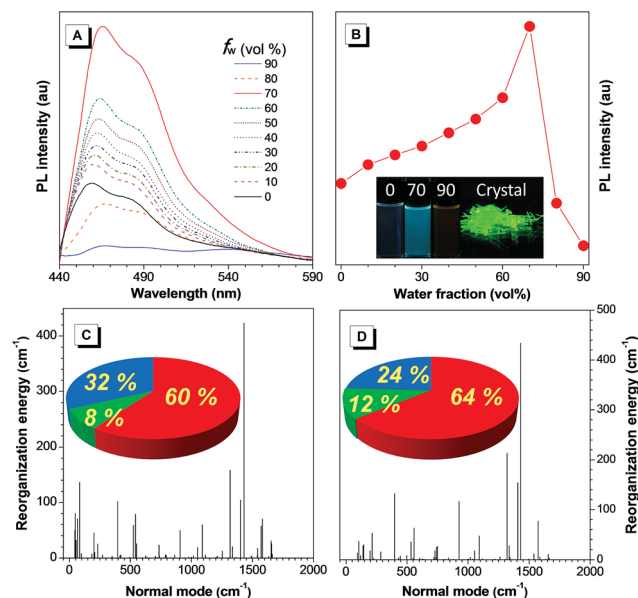 A
f_w (vol %)
90
80
70
60
50
40
30
20
10
0
PL intensity (au)
440 490 540 590
Wavelength (nm)
B
0 70 90 Crystal
PL intensity (au)
0 30 60 90
Water fraction (vol%)
C
Reorganization energy (cm⁻¹)
400
300
200
100
0
32 %
60 %
8 %
0 500 1000 1500 2000
Normal mode (cm⁻¹)
D
500
400
300
200
100
0
Reorganization energy (cm⁻¹)
24 %
12 %
64 %
0 500 1000 1500 2000
Normal mode (cm⁻¹)